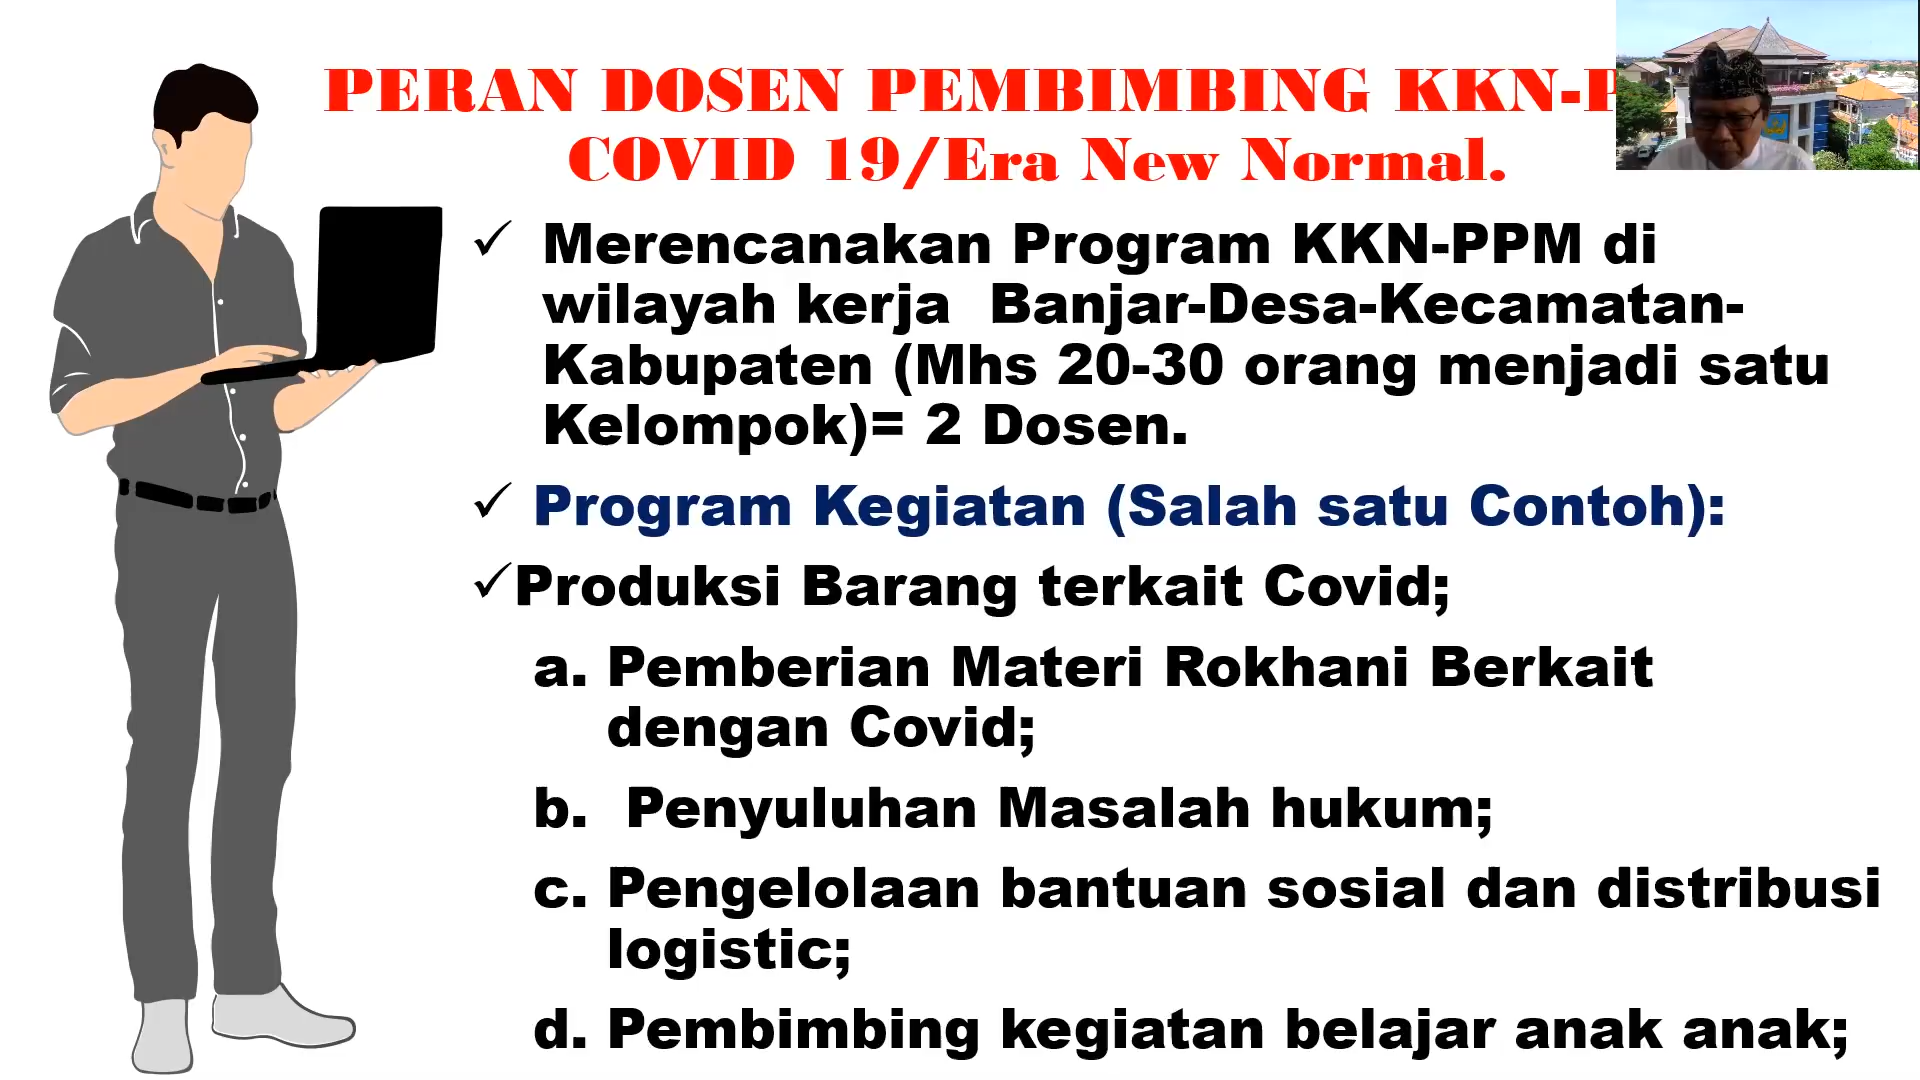 PERAN DOSEN PEMBIMBING KKN-P
COVID 19/Era New Normal.
✓ Merencanakan Program KKN-PPM di
wilayah kerja Banjar-Desa-Kecamatan-
Kabupaten (Mhs 20-30 orang menjadi satu
Kelompok)= 2 Dosen.
✓ Program Kegiatan (Salah satu Contoh):
✓Produksi Barang terkait Covid;
a. Pemberian Materi Rokhani Berkait
dengan Covid;
b. Penyuluhan Masalah hukum;
c. Pengelolaan bantuan sosial dan distribusi
logistic;
d. Pembimbing kegiatan belajar anak anak;